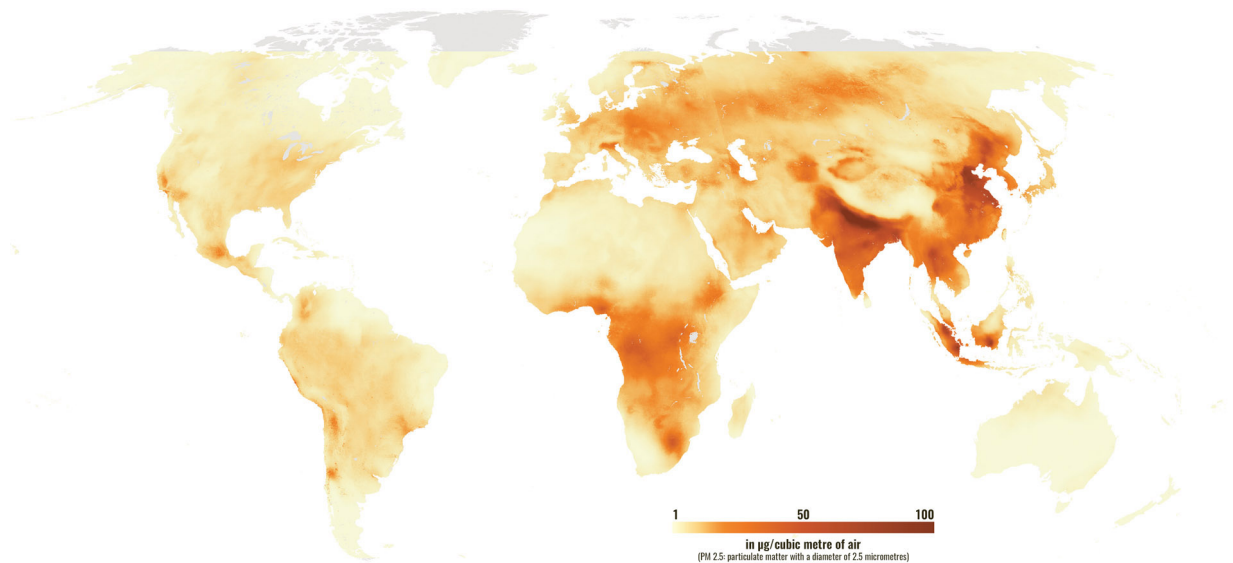 1 50 100
in µg/cubic metre of air
(PM 2.5: particulate matter with a diameter of 2.5 micrometres)